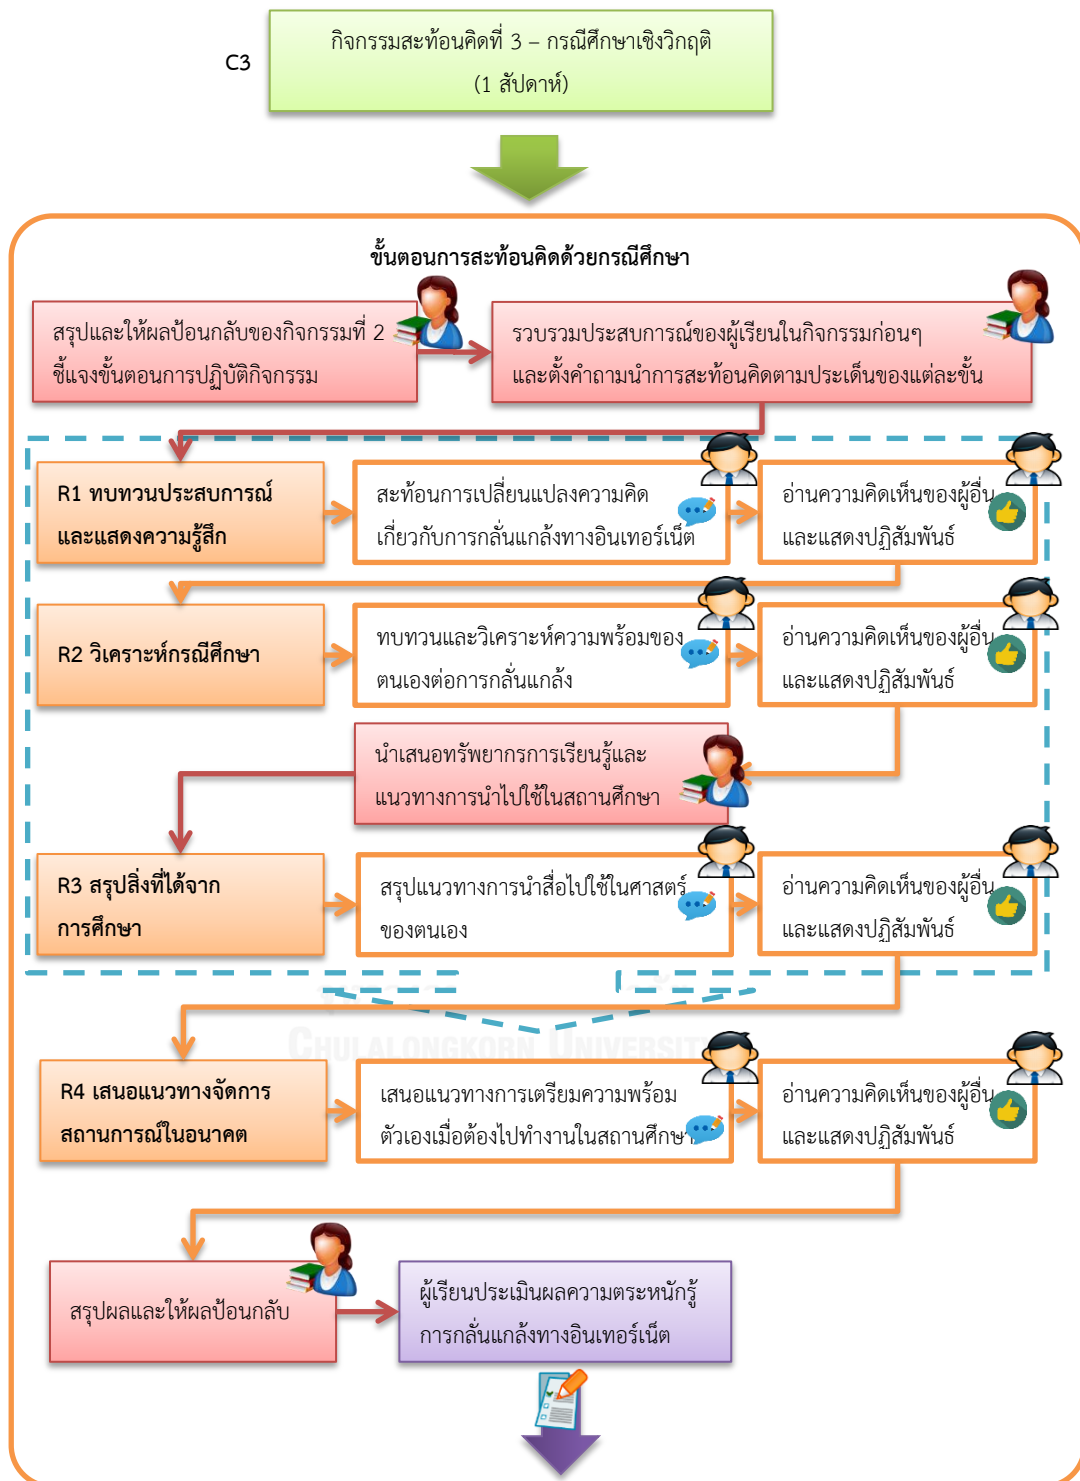 C3
กิจกรรมสะท้อนคิดที่ 3 – กรณีศึกษาเชิงวิกฤติ
(1 สัปดาห์)
ขั้นตอนการสะท้อนคิดด้วยกรณีศึกษา
สรุปและให้ผลป้อนกลับของกิจกรรมที่ 2
ชี้แจงขั้นตอนการปฏิบัติกิจกรรม
รวบรวมประสบการณ์ของผู้เรียนในกิจกรรมก่อนๆ
และตั้งคำถามนำการสะท้อนคิดตามประเด็นของแต่ละขั้น
R1 ทบทวนประสบการณ์
และแสดงความรู้สึก
สะท้อนการเปลี่ยนแปลงความคิด
เกี่ยวกับการกลั่นแกล้งทางอินเทอร์เน็ต
อ่านความคิดเห็นของผู้อื่น
และแสดงปฏิสัมพันธ์
R2 วิเคราะห์กรณีศึกษา
ทบทวนและวิเคราะห์ความพร้อมของ
ตนเองต่อการกลั่นแกล้ง
อ่านความคิดเห็นของผู้อื่น
และแสดงปฏิสัมพันธ์
นำเสนอทรัพยากรการเรียนรู้และ
แนวทางการนำไปใช้ในสถานศึกษา
R3 สรุปสิ่งที่ได้จาก
การศึกษา
สรุปแนวทางการนำสื่อไปใช้ในศาสตร์
ของตนเอง
อ่านความคิดเห็นของผู้อื่น
และแสดงปฏิสัมพันธ์
CHULALONGKORN UNIVERSITY
R4 เสนอแนวทางจัดการ
สถานการณ์ในอนาคต
เสนอแนวทางการเตรียมความพร้อม
ตัวเองเมื่อต้องไปทำงานในสถานศึกษา
อ่านความคิดเห็นของผู้อื่น
และแสดงปฏิสัมพันธ์
สรุปผลและให้ผลป้อนกลับ
ผู้เรียนประเมินผลความตระหนักรู้
การกลั่นแกล้งทางอินเทอร์เน็ต